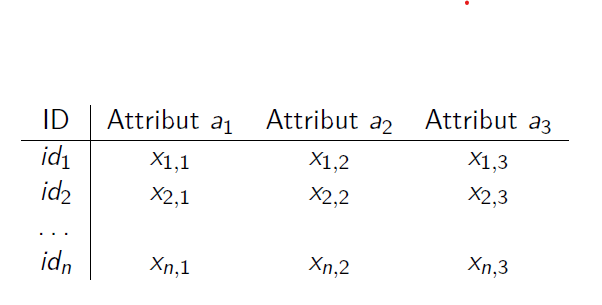 ID Attribut a₁ Attribut a₂ Attribut a₃
id₁ x₁,₁ x₁,₂ x₁,₃
id₂ x₂,₁ x₂,₂ x₂,₃
...
idₙ xₙ,₁ xₙ,₂ xₙ,₃